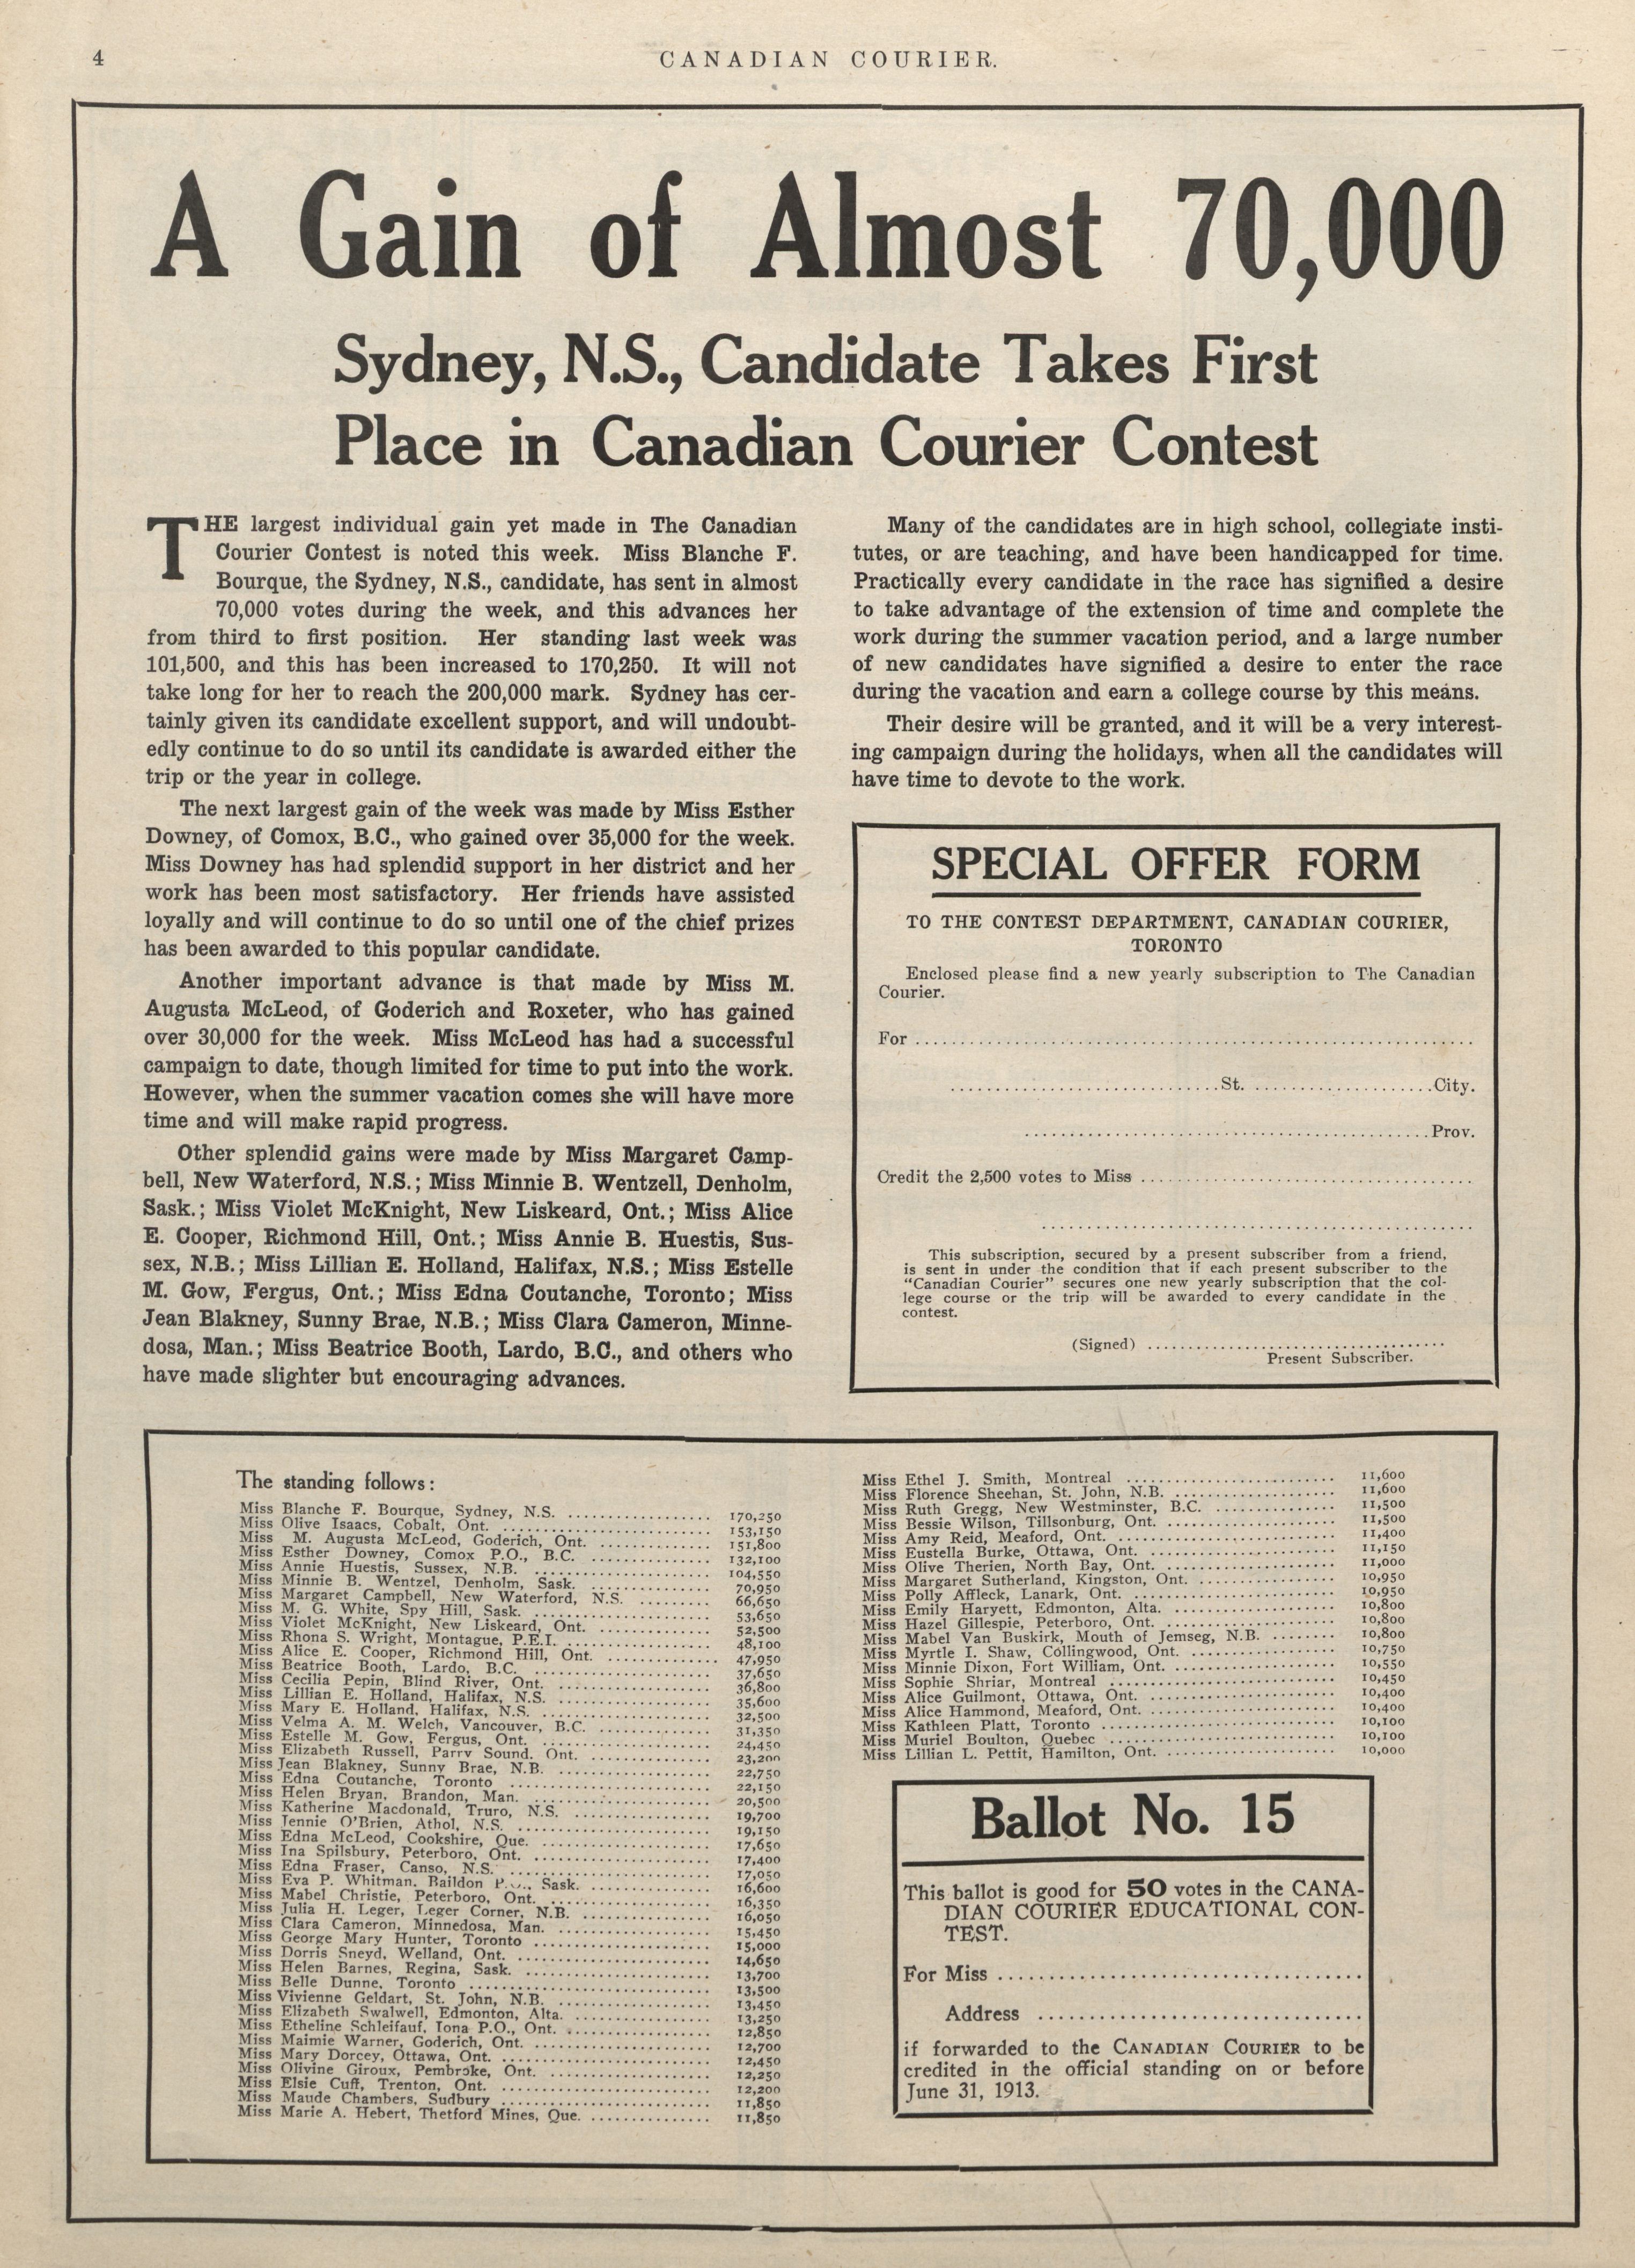 4
CANADIAN COURIER.
A Gain of Almost 70,000
Sydney, N.S., Candidate Takes First
Place in Canadian Courier Contest
THE largest individual gain yet made in The Canadian
Courier Contest is noted this week. Miss Blanche F.
Bourque, the Sydney, N.S., candidate, has sent in almost
70,000 votes during the week, and this advances her
from third to first position. Her standing last week was
101,500, and this has been increased to 170,250. It will not
take long for her to reach the 200,000 mark. Sydney has cer-
tainly given its candidate excellent support, and will undoubt-
edly continue to do so until its candidate is awarded either the
trip or the year in college.
The next largest gain of the week was made by Miss Esther
Downey, of Comox, B.C., who gained over 35,000 for the week.
Miss Downey has had splendid support in her district and her
work has been most satisfactory. Her friends have assisted
loyally and will continue to do so until one of the chief prizes
has been awarded to this popular candidate.
Another important advance is that made by Miss M.
Augusta McLeod, of Goderich and Roxeter, who has gained
over 30,000 for the week. Miss McLeod has had a successful
campaign to date, though limited for time to put into the work.
However, when the summer vacation comes she will have more
time and will make rapid progress.
Other splendid gains were made by Miss Margaret Camp-
bell, New Waterford, N.S.; Miss Minnie B. Wentzell, Denholm,
Sask.; Miss Violet McKnight, New Liskeard, Ont.; Miss Alice
E. Cooper, Richmond Hill, Ont.; Miss Annie B. Huestis, Sus-
sex, N.B.; Miss Lillian E. Holland, Halifax, N.S.; Miss Estelle
M. Gow, Fergus, Ont.; Miss Edna Coutanche, Toronto; Miss
Jean Blakney, Sunny Brae, N.B.; Miss Clara Cameron, Minne-
dosa, Man.; Miss Beatrice Booth, Lardo, B.C., and others who
have made slighter but encouraging advances.
Many of the candidates are in high school, collegiate insti-
tutes, or are teaching, and have been handicapped for time.
Practically every candidate in the race has signified a desire
to take advantage of the extension of time and complete the
work during the summer vacation period, and a large number
of new candidates have signified a desire to enter the race
during the vacation and earn a college course by this means.
Their desire will be granted, and it will be a very interest-
ing campaign during the holidays, when all the candidates will
have time to devote to the work.
SPECIAL OFFER FORM
TO THE CONTEST DEPARTMENT, CANADIAN COURIER,
TORONTO
Enclosed please find a new yearly subscription to The Canadian
Courier.
For
St. City.
Prov.
Credit the 2,500 votes to Miss
This subscription, secured by a present subscriber from a friend,
is sent in under the condition that if each present subscriber to the
"Canadian Courier" secures one new yearly subscription that the col-
lege course or the trip will be awarded to every candidate in the
contest.
(Signed)
Present Subscriber.
The standing follows:
Miss Blanche F. Bourque, Sydney, N.S. 170,250
Miss Olive Isaacs, Cobalt, Ont. 153,150
Miss M. Augusta McLeod, Goderich, Ont. 151,800
Miss Esther Downey, Comox P.O., B.C. 132,100
Miss Annie Huestis, Sussex, N.B. 104,550
Miss Minnie B. Wentzel, Denholm, Sask. 70,950
Miss Margaret Campbell, New Waterford, N.S. 66,650
Miss M. G. White, Spy Hill, Sask. 53,650
Miss Violet McKnight, New Liskeard, Ont. 52,500
Miss Rhona S. Wright, Montague, P.E.I. 48,100
Miss Alice E. Cooper, Richmond Hill, Ont. 47,950
Miss Beatrice Booth, Lardo, B.C. 37,650
Miss Cecilia Pepin, Blind River, Ont. 36,800
Miss Lillian E. Holland, Halifax, N.S. 35,600
Miss Mary E. Holland, Halifax, N.S. 32,500
Miss Velma A. M. Welch, Vancouver, B.C. 31,350
Miss Estelle M. Gow, Fergus, Ont. 24,450
Miss Elizabeth Russell, Parry Sound, Ont. 23,200
Miss Jean Blakney, Sunny Brae, N.B. 22,750
Miss Edna Coutanche, Toronto 22,150
Miss Helen Bryan, Brandon, Man. 20,500
Miss Katherine Macdonald, Truro, N.S. 19,700
Miss Jennie O'Brien, Athol, N.S. 19,150
Miss Edna McLeod, Cookshire, Que. 17,650
Miss Ina Spilsbury, Peterboro, Ont. 17,400
Miss Edna Fraser, Canso, N.S. 17,050
Miss Eva P. Whitman, Baildon P.O., Sask. 16,600
Miss Mabel Christie, Peterboro, Ont. 16,350
Miss Julia H. Leger, Leger Corner, N.B. 16,050
Miss Clara Cameron, Minnedosa, Man. 15,450
Miss George Mary Hunter, Toronto 15,000
Miss Dorris Sneyd, Welland, Ont. 14,650
Miss Helen Barnes, Regina, Sask. 13,700
Miss Belle Dunne, Toronto 13,500
Miss Vivienne Geldart, St. John, N.B. 13,450
Miss Elizabeth Swalwell, Edmonton, Alta. 13,250
Miss Etheline Schleifauf, Iona P.O., Ont. 12,850
Miss Maimie Warner, Goderich, Ont. 12,700
Miss Mary Dorcey, Ottawa, Ont. 12,450
Miss Olivine Giroux, Pembroke, Ont. 12,250
Miss Elsie Cuff, Trenton, Ont. 12,200
Miss Maude Chambers, Sudbury 11,850
Miss Marie A. Hebert, Thetford Mines, Que. 11,850
Miss Ethel J. Smith, Montreal 11,600
Miss Florence Sheehan, St. John, N.B. 11,600
Miss Ruth Gregg, New Westminster, B.C. 11,500
Miss Bessie Wilson, Tillsonburg, Ont. 11,500
Miss Amy Reid, Meaford, Ont. 11,400
Miss Eustella Burke, Ottawa, Ont. 11,150
Miss Olive Therien, North Bay, Ont. 11,000
Miss Margaret Sutherland, Kingston, Ont. 10,950
Miss Polly Affleck, Lanark, Ont. 10,950
Miss Emily Haryett, Edmonton, Alta. 10,800
Miss Hazel Gillespie, Peterboro, Ont. 10,800
Miss Mabel Van Buskirk, Mouth of Jemseg, N.B. 10,800
Miss Myrtle I. Shaw, Collingwood, Ont. 10,750
Miss Minnie Dixon, Fort William, Ont. 10,550
Miss Sophie Shriar, Montreal 10,450
Miss Alice Guilmont, Ottawa, Ont. 10,400
Miss Alice Hammond, Meaford, Ont. 10,400
Miss Kathleen Platt, Toronto 10,100
Miss Muriel Boulton, Quebec 10,100
Miss Lillian L. Pettit, Hamilton, Ont. 10,000
Ballot No. 15
This ballot is good for 50 votes in the CANA-
DIAN COURIER EDUCATIONAL CON-
TEST.
For Miss
Address
if forwarded to the CANADIAN COURIER to be
credited in the official standing on or before
June 31, 1913.